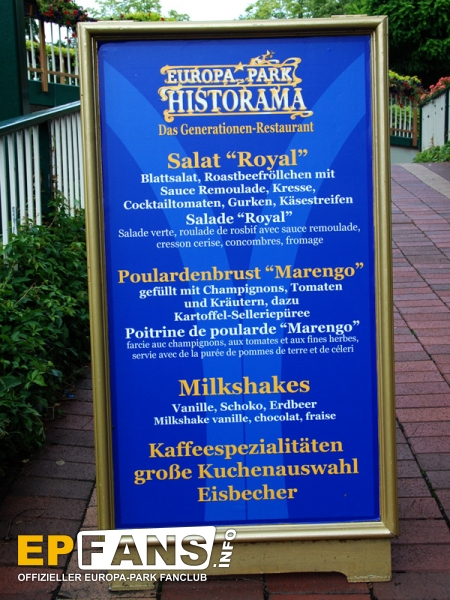 EUROPA★PARK
HISTORAMA
Das Generationen-Restaurant
Salat “Royal”
Blattsalat, Roastbeefröllchen mit
Sauce Remoulade, Kresse,
Cocktailtomaten, Gurken, Käsestreifen
Salade “Royal”
Salade verte, roulade de rosbif avec sauce remoulade,
cresson cerise, concombres, fromage
Poulardenbrust “Marengo”
gefüllt mit Champignons, Tomaten
und Kräutern, dazu
Kartoffel-Selleriepüree
Poitrine de poularde “Marengo”
farcie auc champignons, aux tomates et aux fines herbes,
servie avec de la purée de pommes de terre et de céleri
Milkshakes
Vanille, Schoko, Erdbeer
Milkshake vanille, chocolat, fraise
Kaffeespezialitäten
große Kuchenauswahl
Eisbecher
EPFANS.INFO
OFFIZIELLER EUROPA-PARK FANCLUB